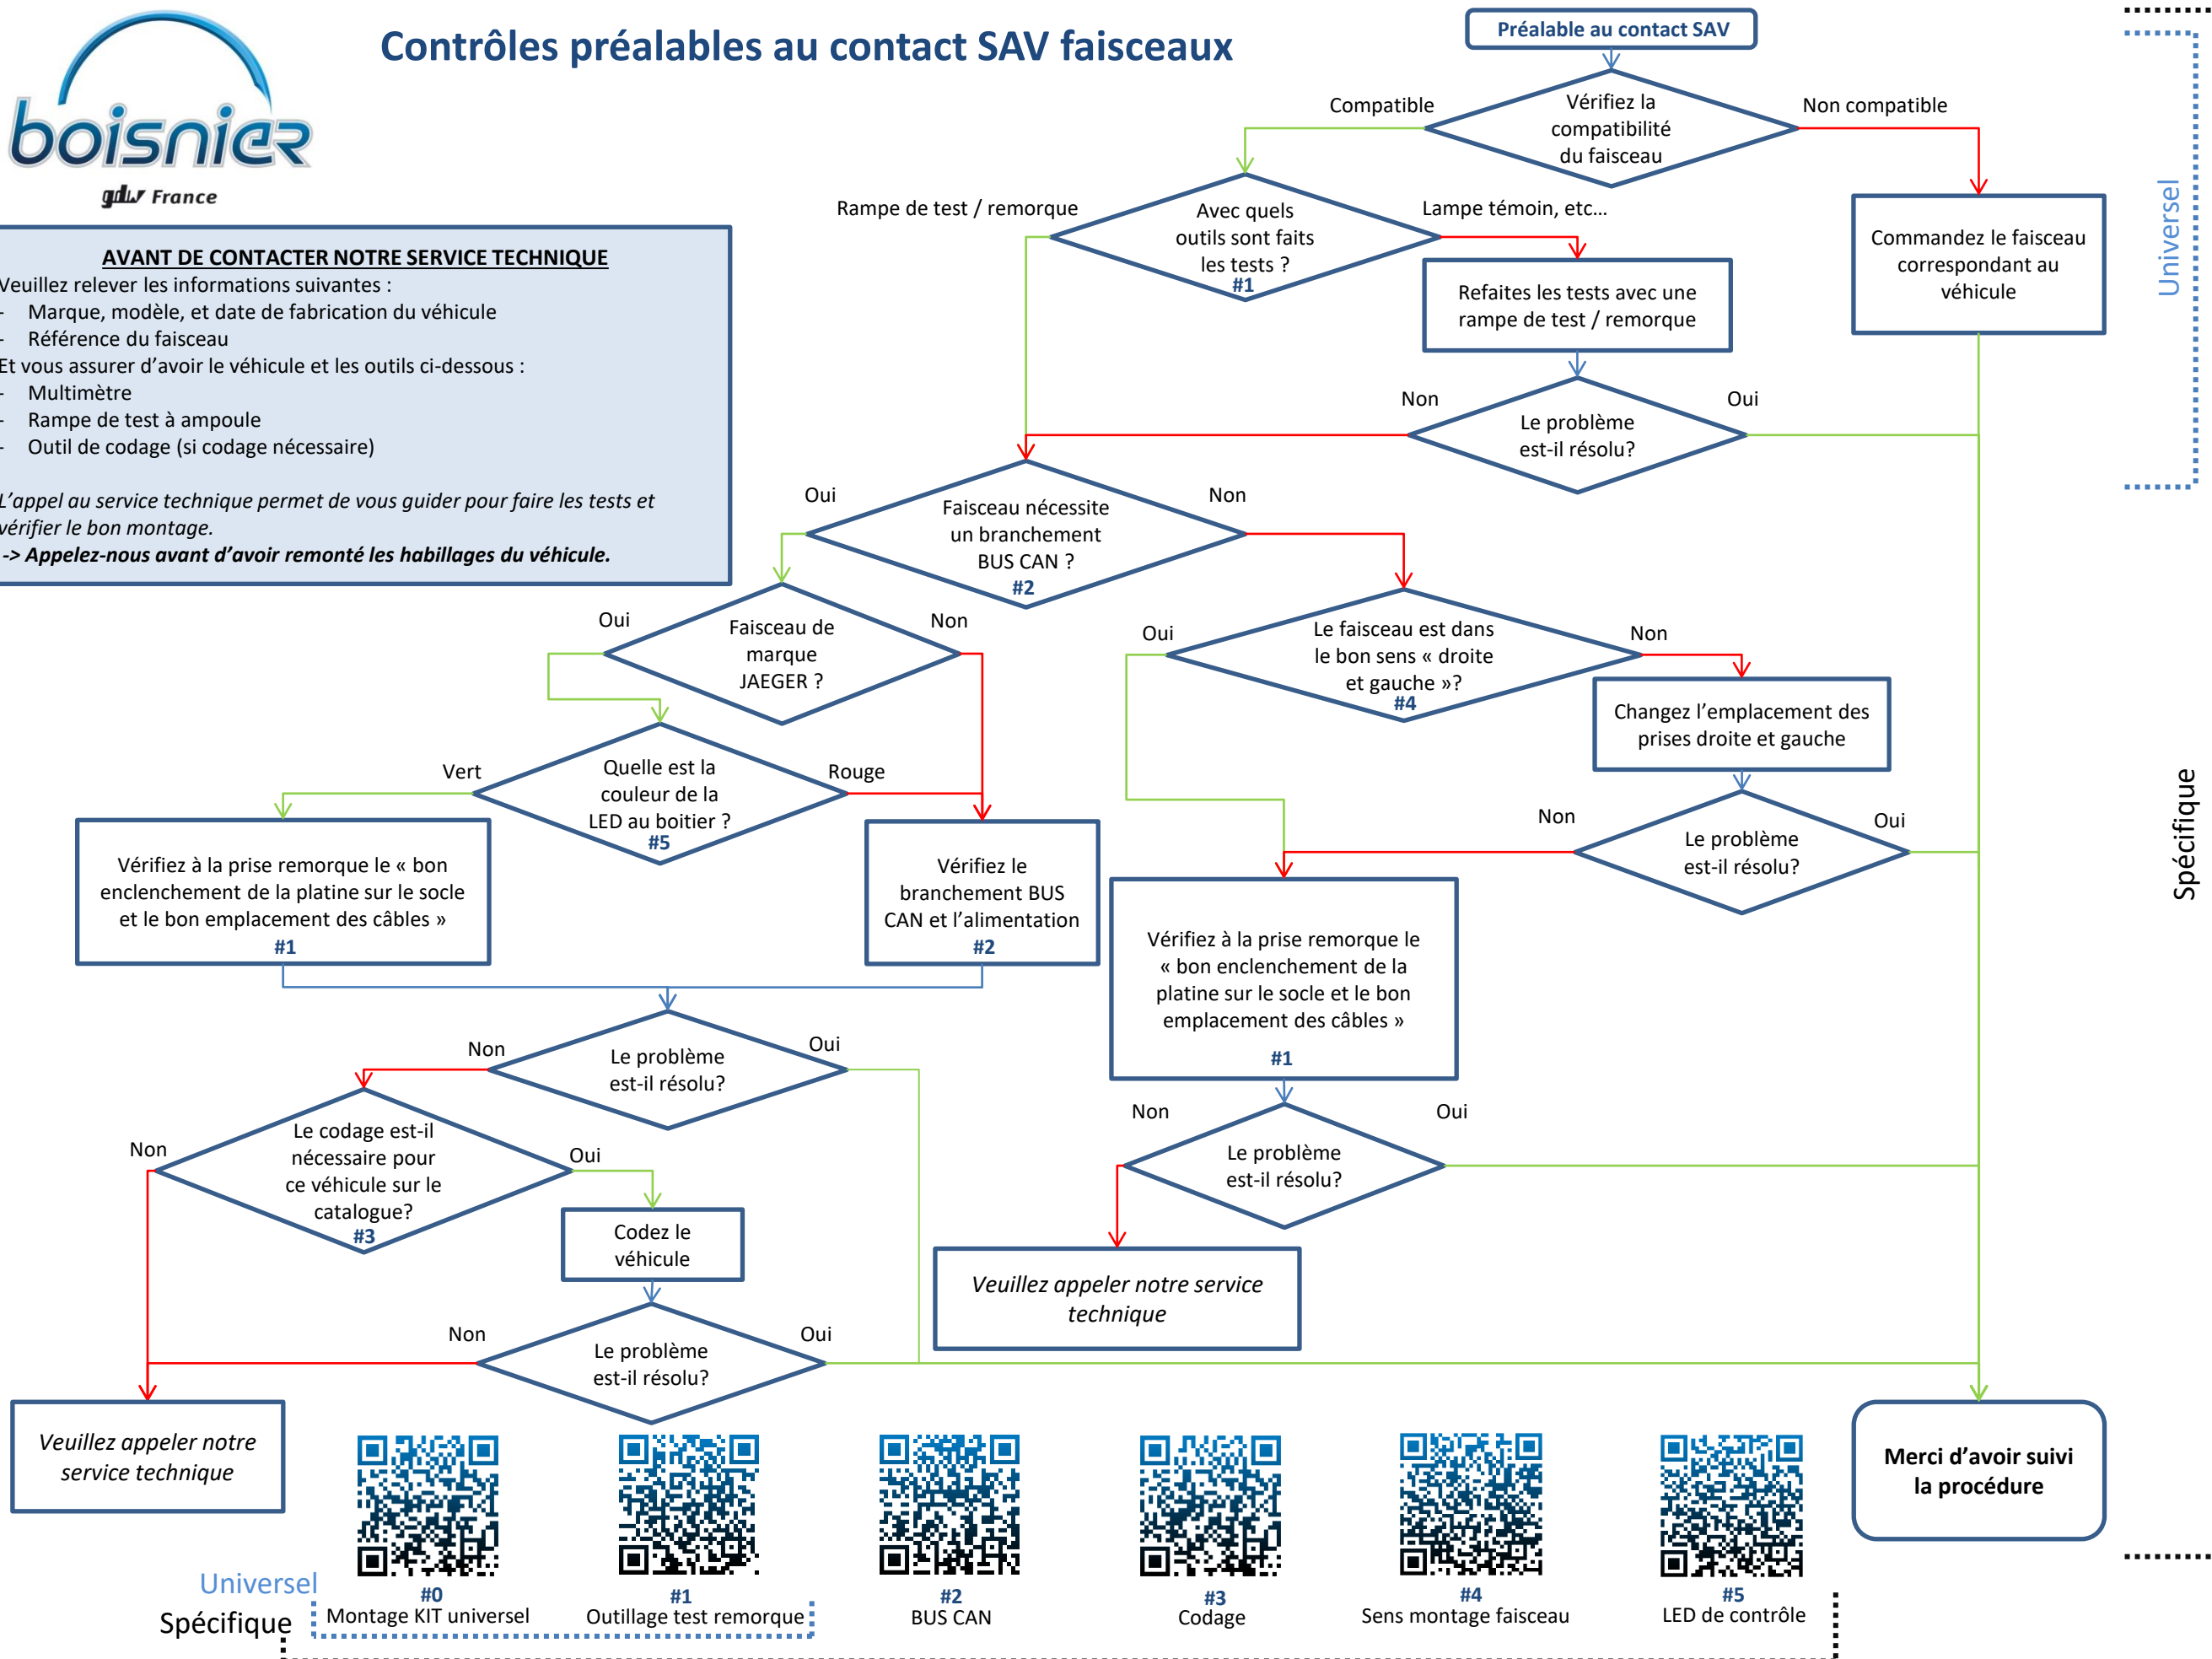 boisnier
gdw France
Contrôles préalables au contact SAV faisceaux
Préalable au contact SAV
Vérifiez la
compatibilité
du faisceau
Compatible
Non compatible
Universel
Avec quels
outils sont faits
les tests ?
#1
Rampe de test / remorque
Lampe témoin, etc...
Commandez le faisceau
correspondant au
véhicule
Refaites les tests avec une
rampe de test / remorque
Non
Oui
Le problème
est-il résolu?
AVANT DE CONTACTER NOTRE SERVICE TECHNIQUE
Veuillez relever les informations suivantes :
- Marque, modèle, et date de fabrication du véhicule
- Référence du faisceau
Et vous assurer d'avoir le véhicule et les outils ci-dessous :
- Multimètre
- Rampe de test à ampoule
- Outil de codage (si codage nécessaire)
L'appel au service technique permet de vous guider pour faire les tests et
vérifier le bon montage.
-> Appelez-nous avant d'avoir remonté les habillages du véhicule.
Oui
Non
Faisceau nécessite
un branchement
BUS CAN ?
#2
Oui
Non
Faisceau de
marque
JAEGER ?
Oui
Non
Le faisceau est dans
le bon sens « droite
et gauche »?
#4
Changez l'emplacement des
prises droite et gauche
Spécifique
Vert
Rouge
Quelle est la
couleur de la
LED au boitier ?
#5
Non
Oui
Le problème
est-il résolu?
Vérifiez à la prise remorque le « bon
enclenchement de la platine sur le socle
et le bon emplacement des câbles »
#1
Vérifiez le
branchement BUS
CAN et l'alimentation
#2
Vérifiez à la prise remorque le
« bon enclenchement de la
platine sur le socle et le bon
emplacement des câbles »
#1
Non
Oui
Le problème
est-il résolu?
Non
Oui
Le problème
est-il résolu?
Non
Oui
Le codage est-il
nécessaire pour
ce véhicule sur le
catalogue?
#3
Codez le
véhicule
Veuillez appeler notre service
technique
Non
Oui
Le problème
est-il résolu?
Veuillez appeler notre
service technique
Merci d'avoir suivi
la procédure
Universel
Spécifique
#0
Montage KIT universel
#1
Outillage test remorque
#2
BUS CAN
#3
Codage
#4
Sens montage faisceau
#5
LED de contrôle